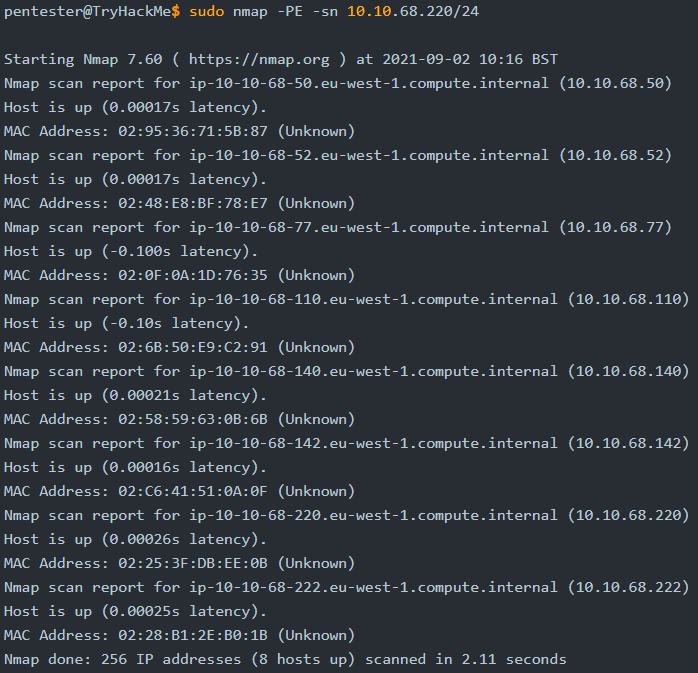 pentester@TryHackMe$ sudo nmap -PE -sn 10.10.68.220/24
Starting Nmap 7.60 ( https://nmap.org ) at 2021-09-02 10:16 BST
Nmap scan report for ip-10-10-68-50.eu-west-1.compute.internal (10.10.68.50)
Host is up (0.00017s latency).
MAC Address: 02:95:36:71:5B:87 (Unknown)
Nmap scan report for ip-10-10-68-52.eu-west-1.compute.internal (10.10.68.52)
Host is up (0.00017s latency).
MAC Address: 02:48:E8:BF:78:E7 (Unknown)
Nmap scan report for ip-10-10-68-77.eu-west-1.compute.internal (10.10.68.77)
Host is up (-0.100s latency).
MAC Address: 02:0F:0A:1D:76:35 (Unknown)
Nmap scan report for ip-10-10-68-110.eu-west-1.compute.internal (10.10.68.110)
Host is up (-0.10s latency).
MAC Address: 02:6B:50:E9:C2:91 (Unknown)
Nmap scan report for ip-10-10-68-140.eu-west-1.compute.internal (10.10.68.140)
Host is up (0.00021s latency).
MAC Address: 02:58:59:63:0B:6B (Unknown)
Nmap scan report for ip-10-10-68-142.eu-west-1.compute.internal (10.10.68.142)
Host is up (0.00016s latency).
MAC Address: 02:C6:41:51:0A:0F (Unknown)
Nmap scan report for ip-10-10-68-220.eu-west-1.compute.internal (10.10.68.220)
Host is up (0.00026s latency).
MAC Address: 02:25:3F:DB:EE:0B (Unknown)
Nmap scan report for ip-10-10-68-222.eu-west-1.compute.internal (10.10.68.222)
Host is up (0.00025s latency).
MAC Address: 02:28:B1:2E:B0:1B (Unknown)
Nmap done: 256 IP addresses (8 hosts up) scanned in 2.11 seconds